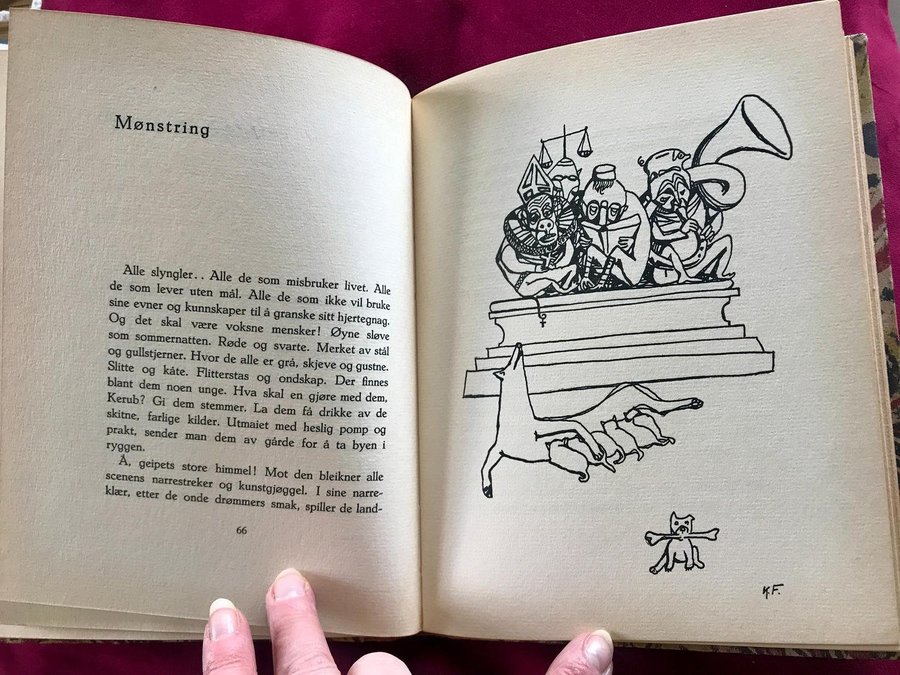 Mønstring
Alle slyngler.. Alle de som misbruker livet. Alle
de som lever uten mål. Alle de som ikke vil bruke
sine evner og kunnskaper til å granske sitt hjertegnag.
Og det skal være voksne mensker! Øyne sløve
som sommernatten. Røde og svarte. Merket av stål
og gullstjerner. Hvor de alle er grå, skjeve og gustne.
Slitte og kåte. Flitterstas og ondskap. Der finnes
blant dem noen unge. Hva skal en gjøre med dem,
Kerub? Gi dem stemmer. La dem få drikke av de
skitne, farlige kilder. Utmaiet med heslig pomp og
prakt, sender man dem av gårde for å ta byen i
ryggen.
Å, geipets store himmel! Mot den bleikner alle
scenens narrestreker og kunstgjøggel. I sine narre-
klær, etter de onde drømmers smak, spiller de land-
66
K.F.